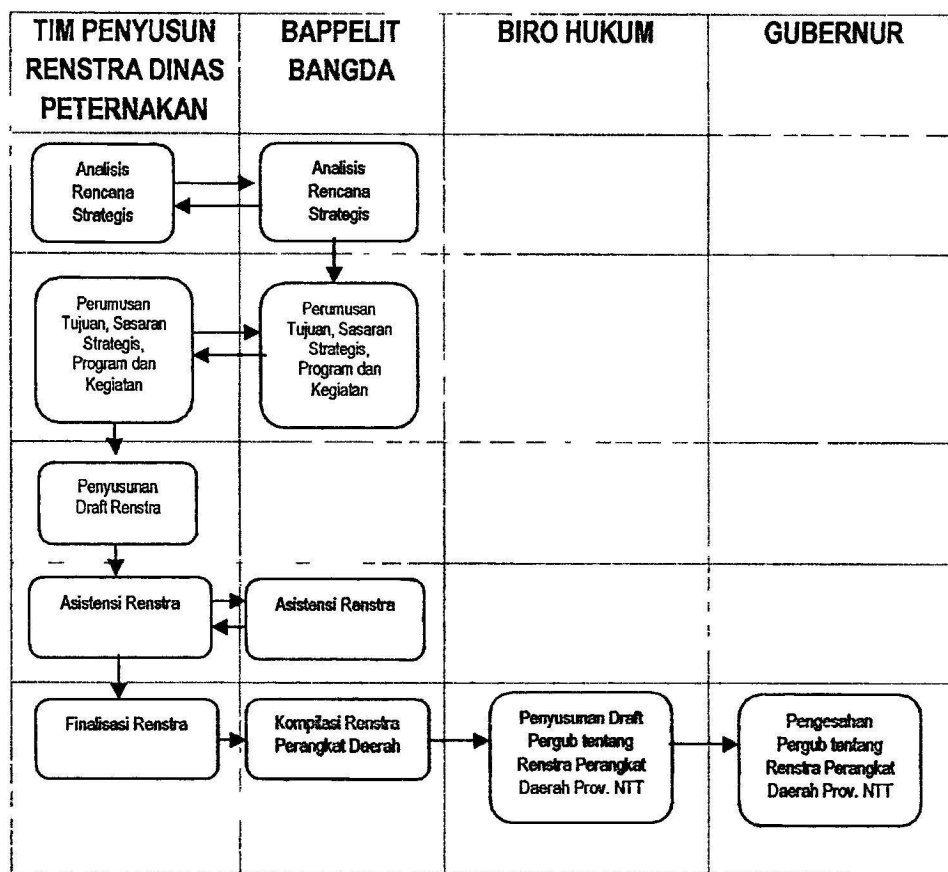 TIM PENYUSUN
RENSTRA DINAS
PETERNAKAN
BAPPELIT
BANGDA
BIRO HUKUM
GUBERNUR
Analisis
Rencana
Strategis
Analisis
Rencana
Strategis
Perumusan
Tujuan, Sasaran
Strategis,
Program dan
Kegiatan
Perumusan
Tujuan, Sasaran
Strategis,
Program dan
Kegiatan
Penyusunan
Draft Renstra
Asistensi Renstra
Asistensi Renstra
Finalisasi Renstra
Kompilasi Renstra
Perangkat Daerah
Penyusunan Draft
Pergub tentang
Renstra Perangkat
Daerah Prov. NTT
Pengesahan
Pergub tentang
Renstra Perangkat
Daerah Prov. NTT